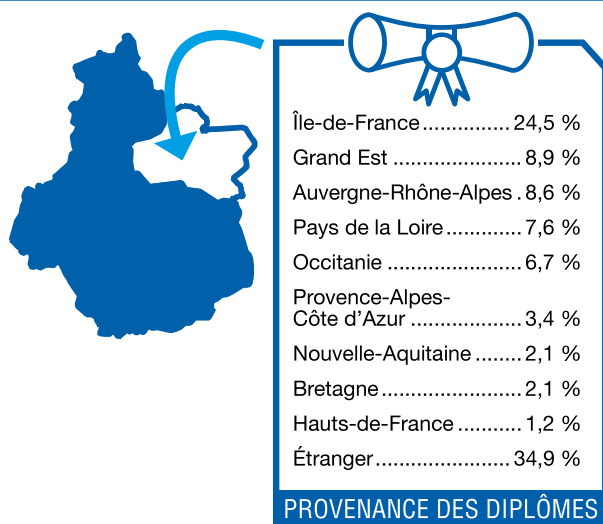 Île-de-France............... 24,5 %
Grand Est ...................... 8,9 %
Auvergne-Rhône-Alpes . 8,6 %
Pays de la Loire............. 7,6 %
Occitanie ....................... 6,7 %
Provence-Alpes-
Côte d’Azur ................... 3,4 %
Nouvelle-Aquitaine ........ 2,1 %
Bretagne........................ 2,1 %
Hauts-de-France ........... 1,2 %
Étranger....................... 34,9 %
PROVENANCE DES DIPLÔMES